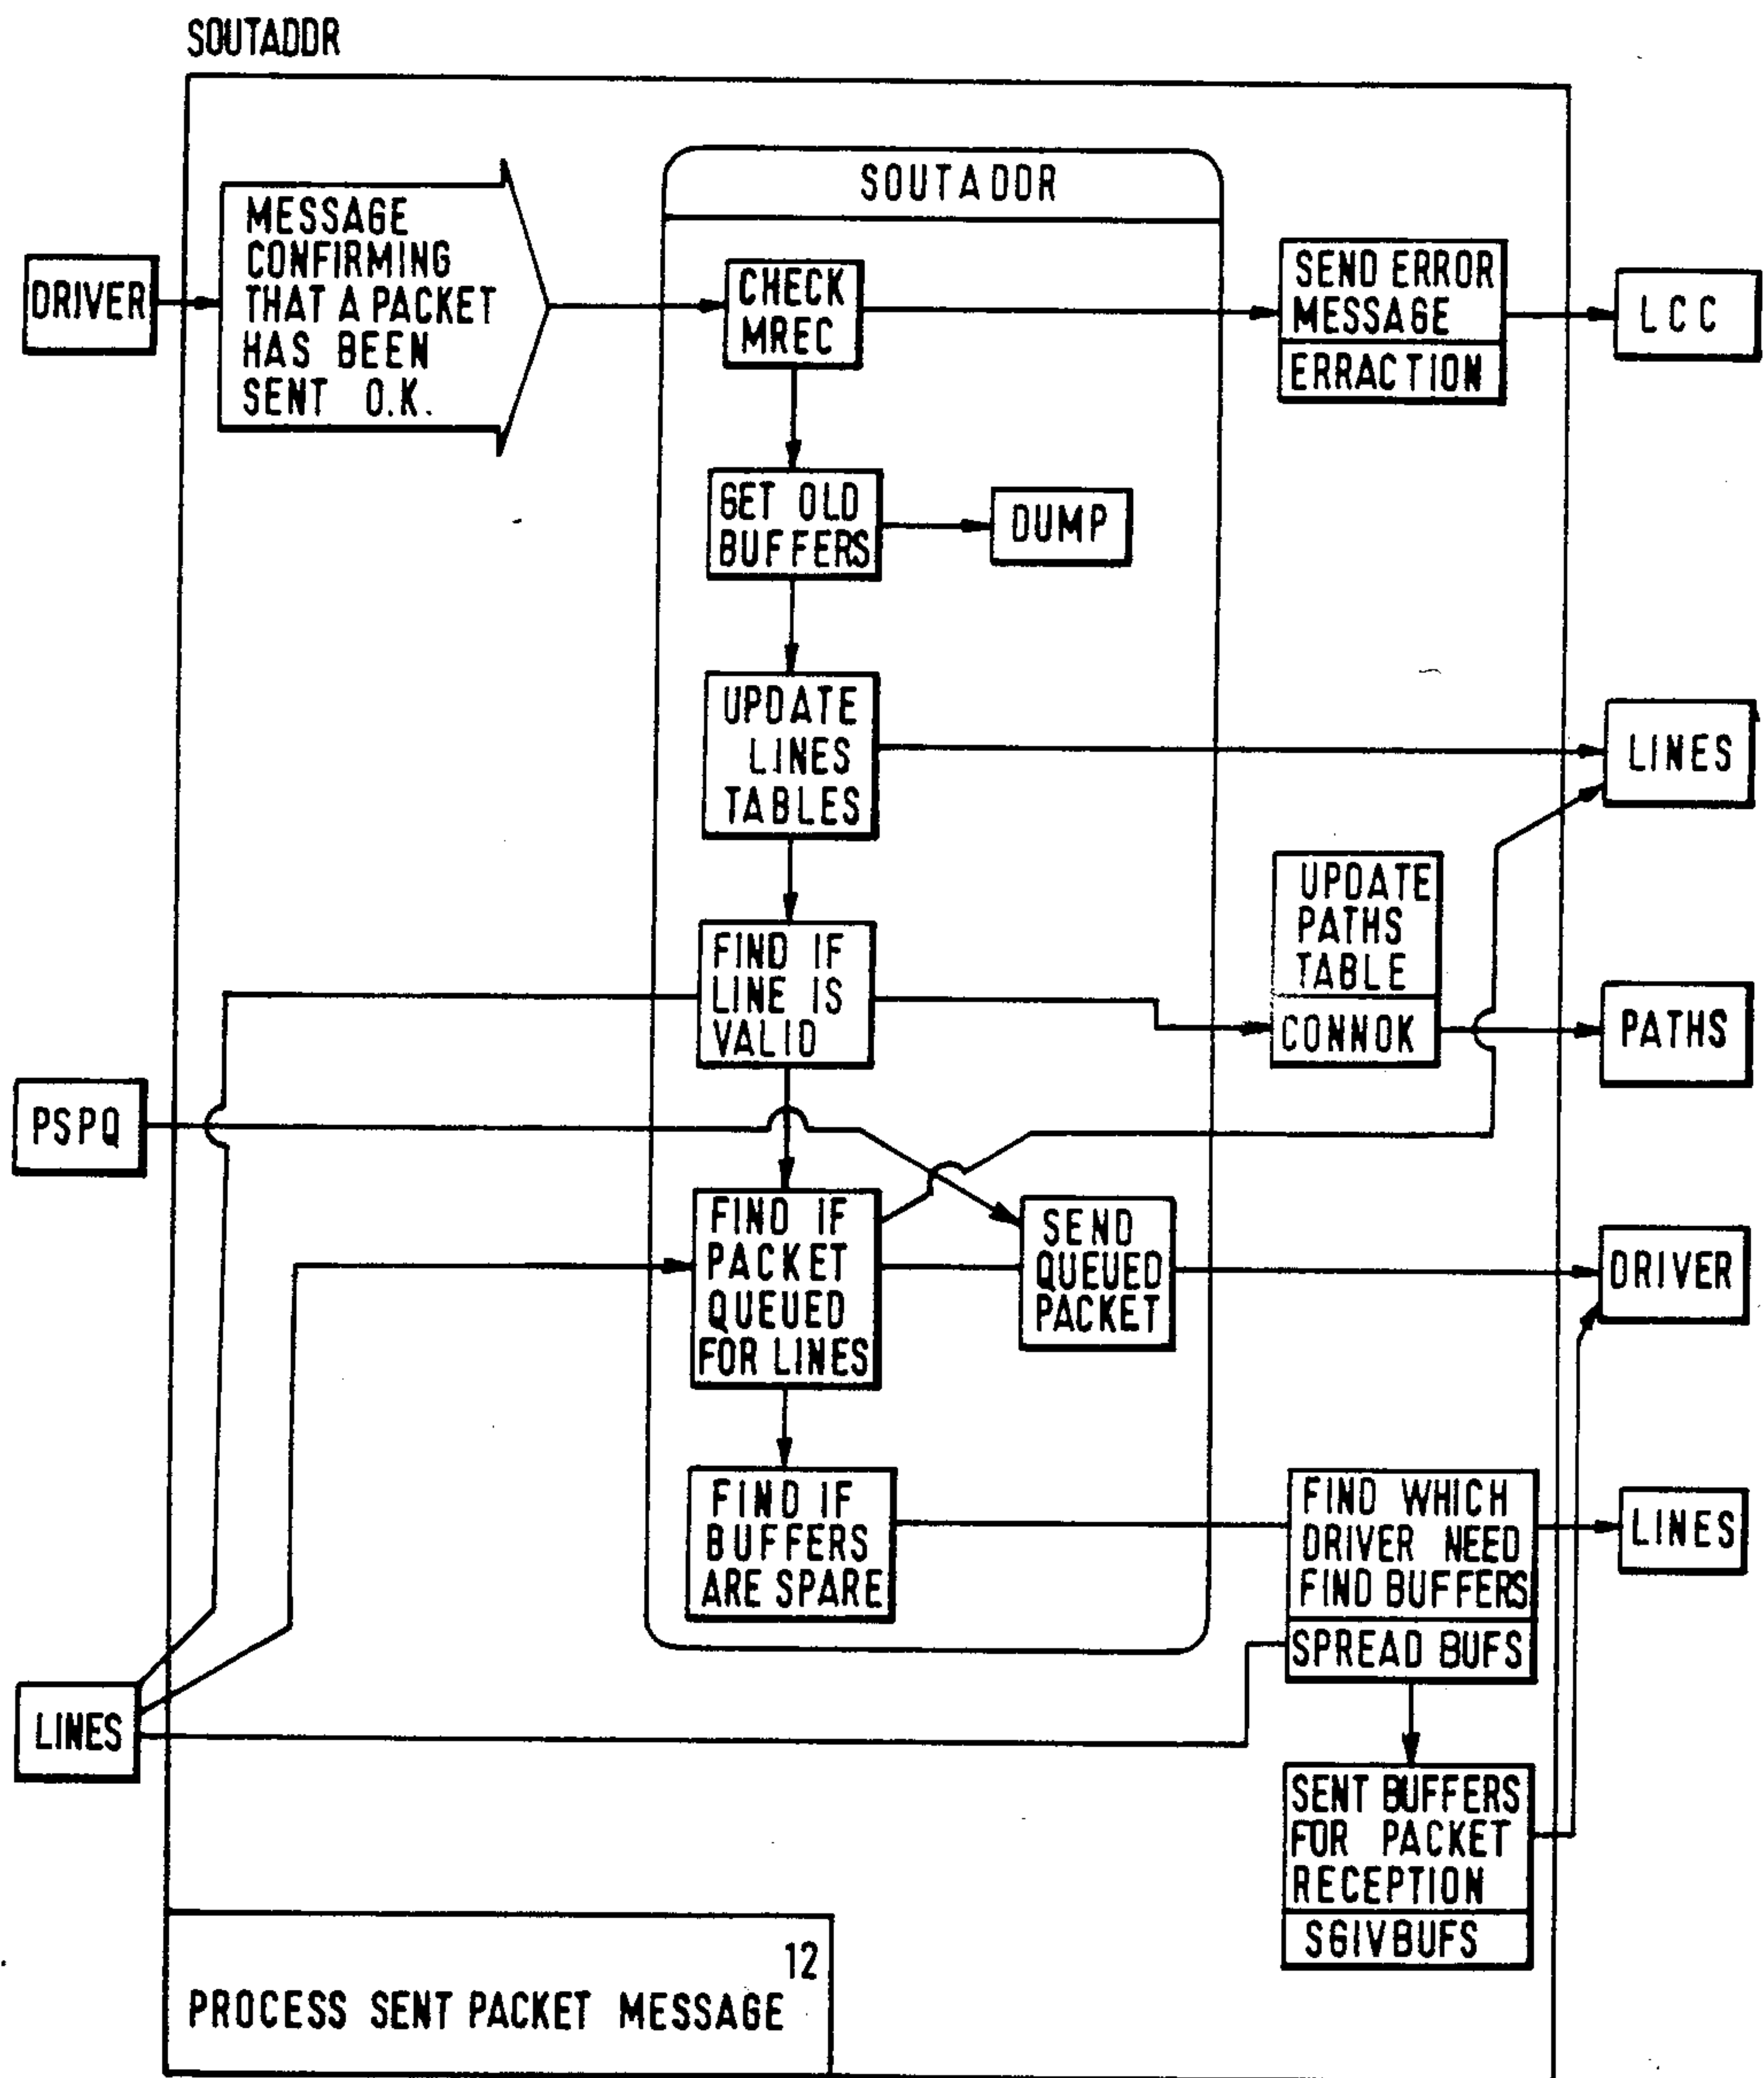 SOUTADDR
SOUTADDR
DRIVER
MESSAGE
CONFIRMING
THAT A PACKET
HAS BEEN
SENT O.K.
CHECK
MREC
SEND ERROR
MESSAGE
ERRACTION
LCC
GET OLD
BUFFERS
DUMP
UPDATE
LINES
TABLES
LINES
FIND IF
LINE IS
VALID
UPDATE
PATHS
TABLE
CONNOK
PATHS
PSPQ
FIND IF
PACKET
QUEUED
FOR LINES
SEND
QUEUED
PACKET
DRIVER
FIND IF
BUFFERS
ARE SPARE
FIND WHICH
DRIVER NEED
FIND BUFFERS
SPREAD BUFS
LINES
LINES
SENT BUFFERS
FOR PACKET
RECEPTION
SGIVBUFS
12
PROCESS SENT PACKET MESSAGE